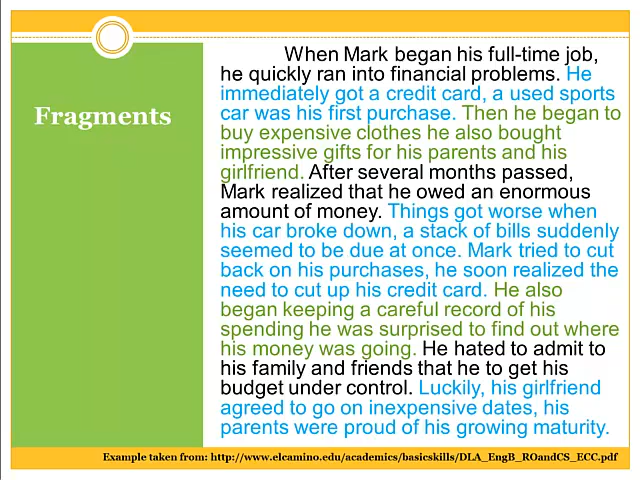 Fragments
When Mark began his full-time job,
he quickly ran into financial problems. He
immediately got a credit card, a used sports
car was his first purchase. Then he began to
buy expensive clothes he also bought
impressive gifts for his parents and his
girlfriend. After several months passed,
Mark realized that he owed an enormous
amount of money. Things got worse when
his car broke down, a stack of bills suddenly
seemed to be due at once. Mark tried to cut
back on his purchases, he soon realized the
need to cut up his credit card. He also
began keeping a careful record of his
spending he was surprised to find out where
his money was going. He hated to admit to
his family and friends that he to get his
budget under control. Luckily, his girlfriend
agreed to go on inexpensive dates, his
parents were proud of his growing maturity.
Example taken from: http://www.elcamino.edu/academics/basicskills/DLA_EngB_ROandCS_ECC.pdf